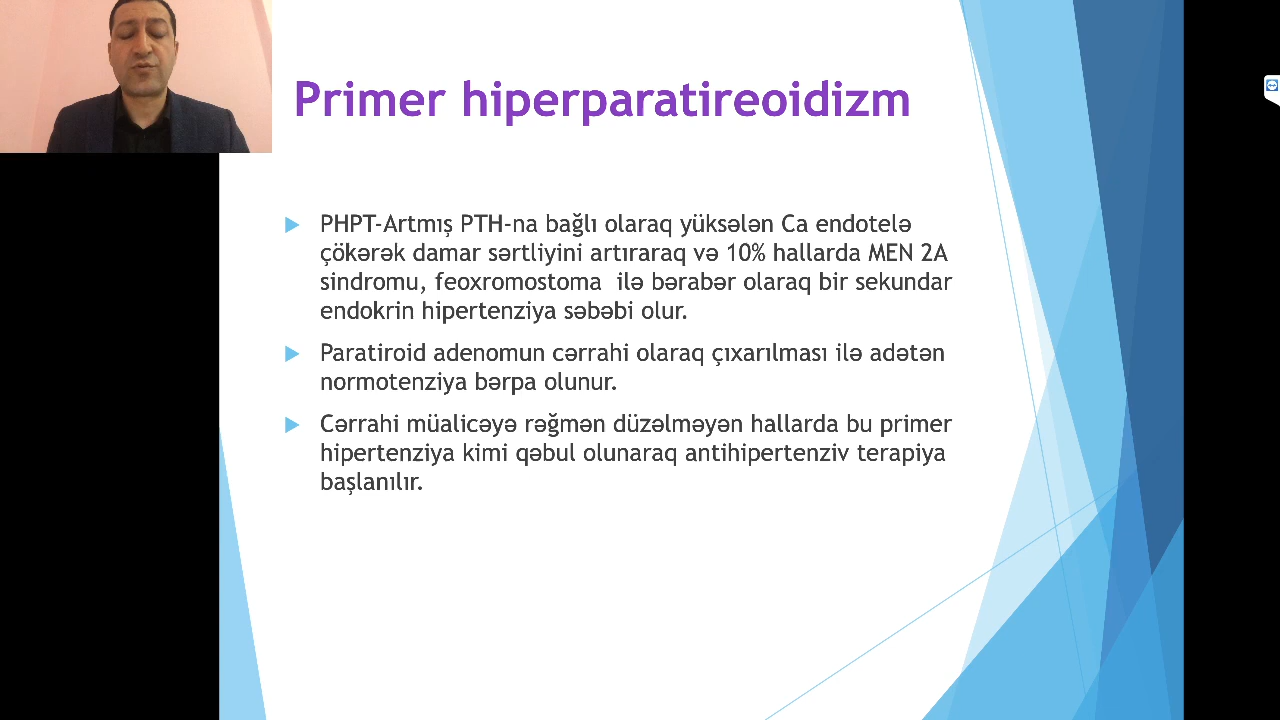 Primer hiperparatireoidizm
PHPT-Artmış PTH-na bağlı olaraq yüksələn Ca endotelə
çökərək damar sərtliyini artıraraq və 10% hallarda MEN 2A
sindromu, feoxromostoma ilə bərabər olaraq bir sekundar
endokrin hipertenziya səbəbi olur.
Paratiroid adenomun cərrahi olaraq çıxarılması ilə adətən
normotenziya bərpa olunur.
Cərrahi müalicəyə rəğmən düzəlməyən hallarda bu primer
hipertenziya kimi qəbul olunaraq antihipertenziv terapiya
başlanılır.